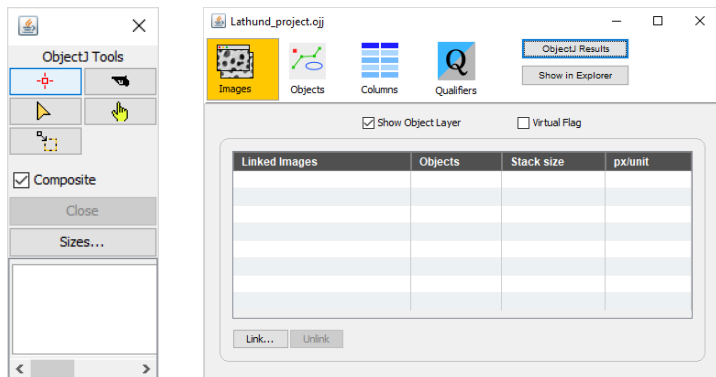 ObjectJ Tools
Composite
Close
Sizes...
Lathund_project.ojj
Images
Objects
Columns
Q
Qualifiers
ObjectJ Results
Show in Explorer
Show Object Layer
Virtual Flag
Linked Images Objects Stack size px/unit
Link... Unlink